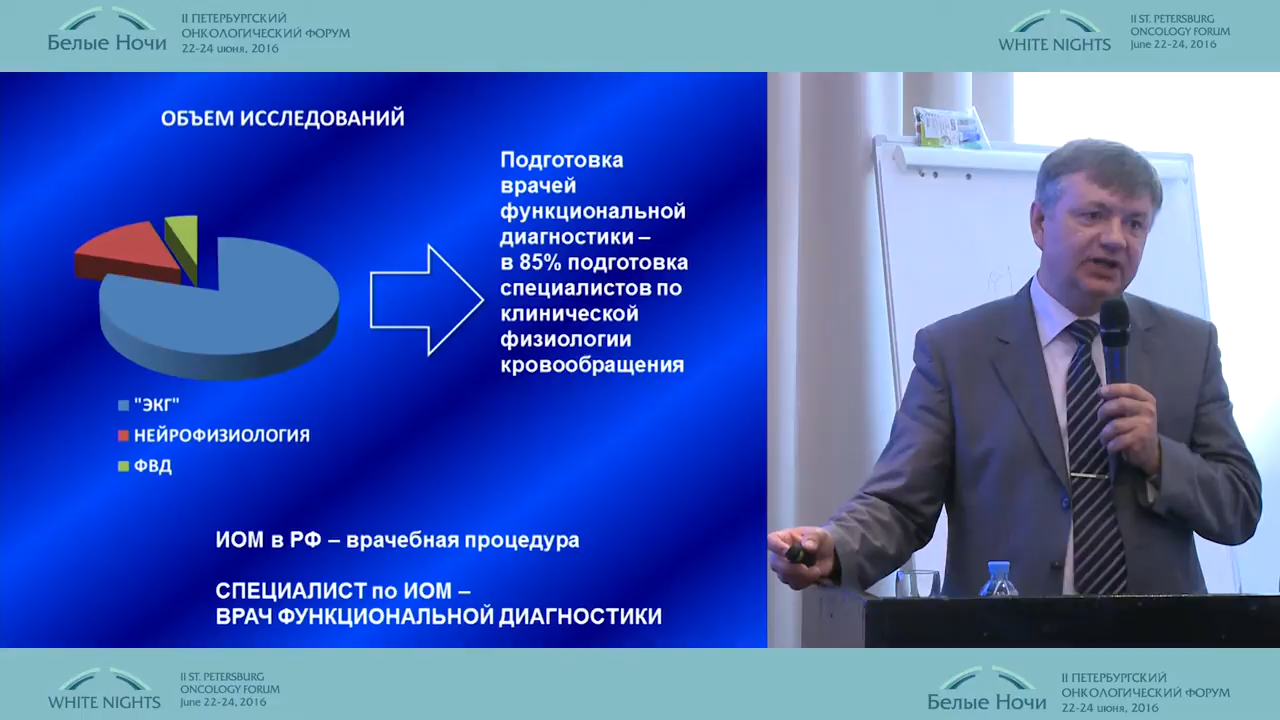 Белые Ночи
II ПЕТЕРБУРГСКИЙ
ОНКОЛОГИЧЕСКИЙ ФОРУМ
22-24 июня, 2016
WHITE NIGHTS
II ST. PETERSBURG
ONCOLOGY FORUM
June 22-24, 2016
ОБЪЕМ ИССЛЕДОВАНИЙ
Подготовка
врачей
функциональной
диагностики –
в 85% подготовка
специалистов по
клинической
физиологии
кровообращения
"ЭКГ"
НЕЙРОФИЗИОЛОГИЯ
ФВД
ИОМ в РФ – врачебная процедура
СПЕЦИАЛИСТ по ИОМ –
ВРАЧ ФУНКЦИОНАЛЬНОЙ ДИАГНОСТИКИ
WHITE NIGHTS
II ST. PETERSBURG
ONCOLOGY FORUM
June 22-24, 2016
Белые Ночи
II ПЕТЕРБУРГСКИЙ
ОНКОЛОГИЧЕСКИЙ ФОРУМ
22-24 июня, 2016